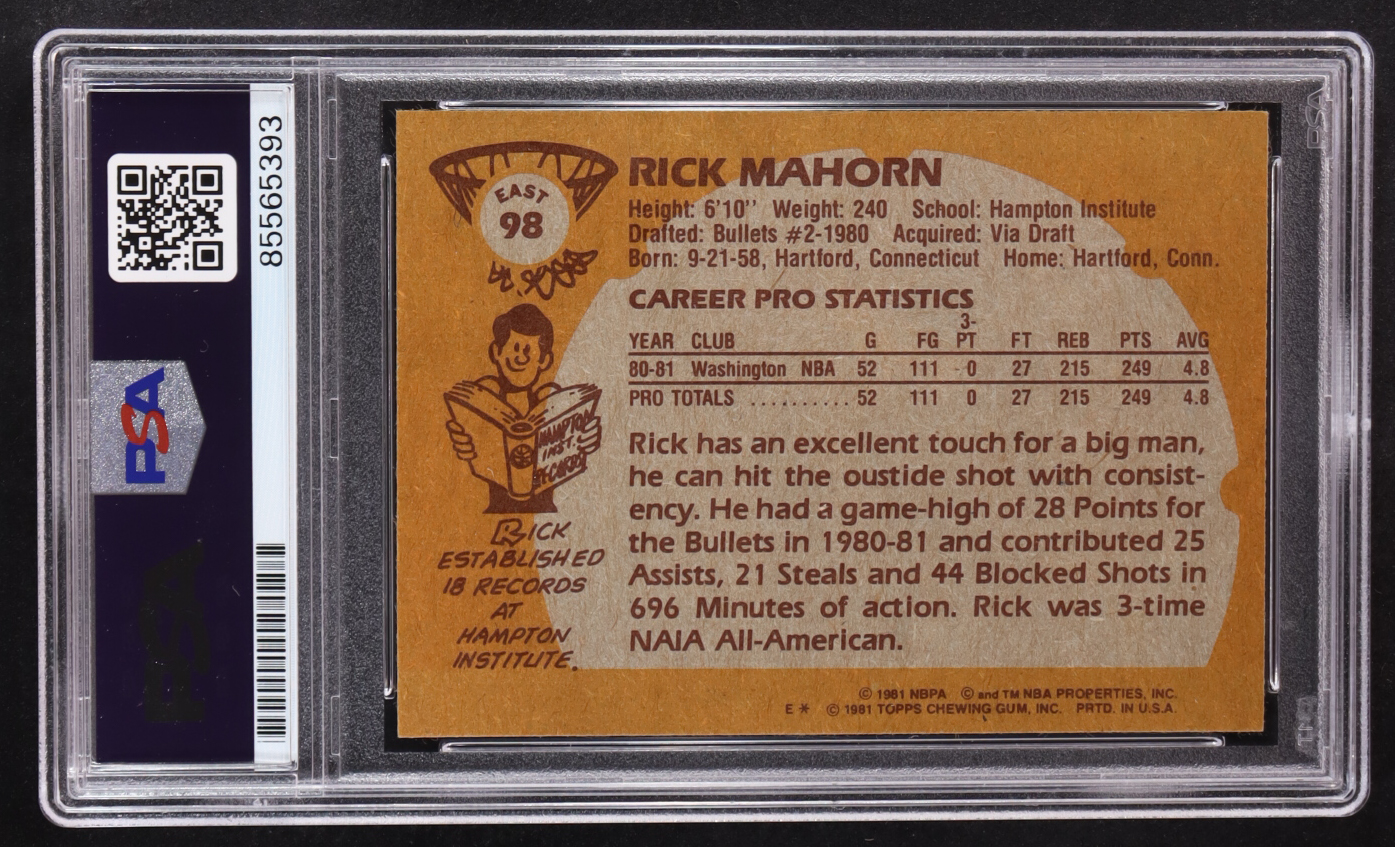 85565393
PSA
EAST
98
RICK MAHORN
Height: 6'10'' Weight: 240 School: Hampton Institute
Drafted: Bullets #2-1980 Acquired: Via Draft
Born: 9-21-58, Hartford, Connecticut Home: Hartford, Conn.
CAREER PRO STATISTICS
YEAR CLUB G FG 3-PT FT REB PTS AVG
80-81 Washington NBA 52 111 0 27 215 249 4.8
PRO TOTALS .......... 52 111 0 27 215 249 4.8
Rick has an excellent touch for a big man,
he can hit the oustide shot with consist-
ency. He had a game-high of 28 Points for
the Bullets in 1980-81 and contributed 25
Assists, 21 Steals and 44 Blocked Shots in
696 Minutes of action. Rick was 3-time
NAIA All-American.
HAMPTON
INST.
RECORDS
RICK
ESTABLISHED
18 RECORDS
AT
HAMPTON
INSTITUTE.
© 1981 NBPA © and TM NBA PROPERTIES, INC.
E * © 1981 TOPPS CHEWING GUM, INC. PRTD. IN U.S.A.
PSA
PSA